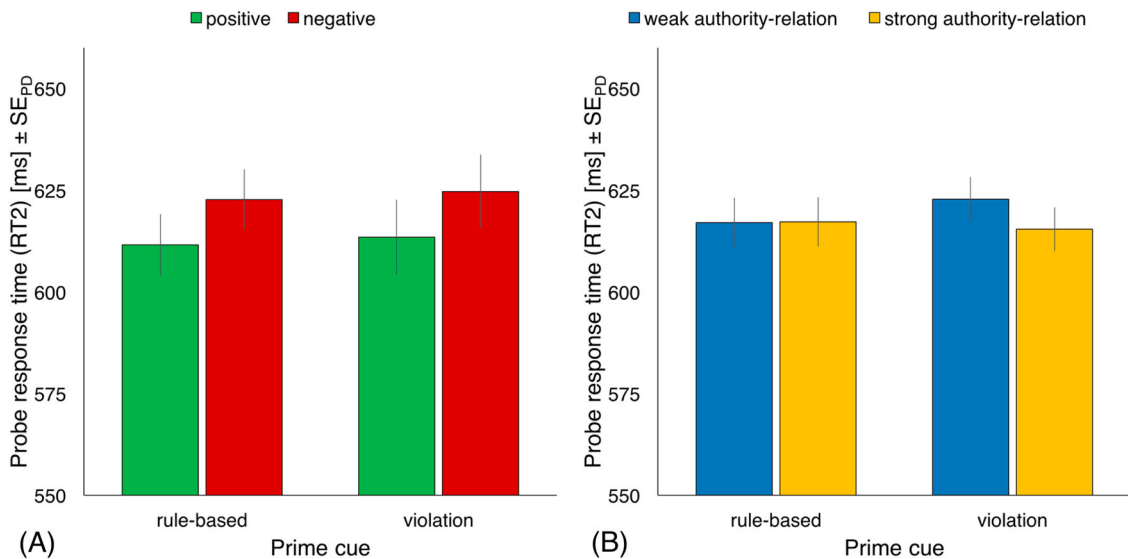 positive negative
Probe response time (RT2) [ms] ± SE_PD
650
625
600
575
550
rule-based violation
Prime cue
(A)
weak authority-relation strong authority-relation
Probe response time (RT2) [ms] ± SE_PD
650
625
600
575
550
rule-based violation
Prime cue
(B)